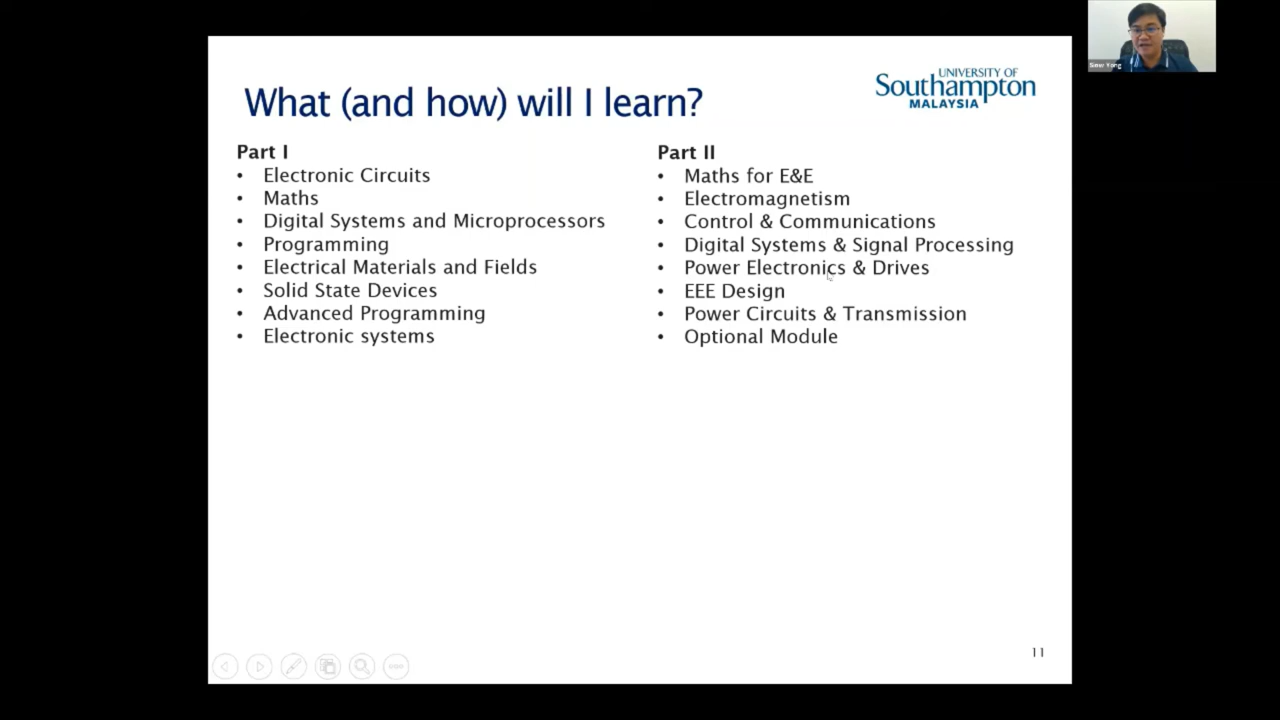 What (and how) will I learn?
UNIVERSITY OF
Southampton
MALAYSIA
Part I
• Electronic Circuits
• Maths
• Digital Systems and Microprocessors
• Programming
• Electrical Materials and Fields
• Solid State Devices
• Advanced Programming
• Electronic systems
Part II
• Maths for E&E
• Electromagnetism
• Control & Communications
• Digital Systems & Signal Processing
• Power Electronics & Drives
• EEE Design
• Power Circuits & Transmission
• Optional Module
11